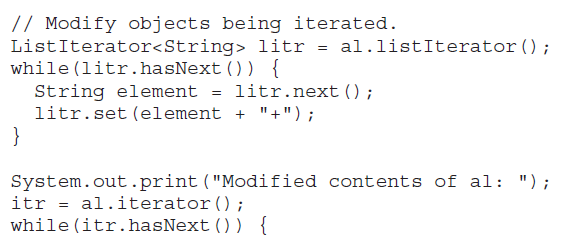 // Modify objects being iterated.
ListIterator<String> litr = al.listIterator();
while(litr.hasNext()) {
  String element = litr.next();
  litr.set(element + "+");
}

System.out.print("Modified contents of al: ");
itr = al.iterator();
while(itr.hasNext()) {